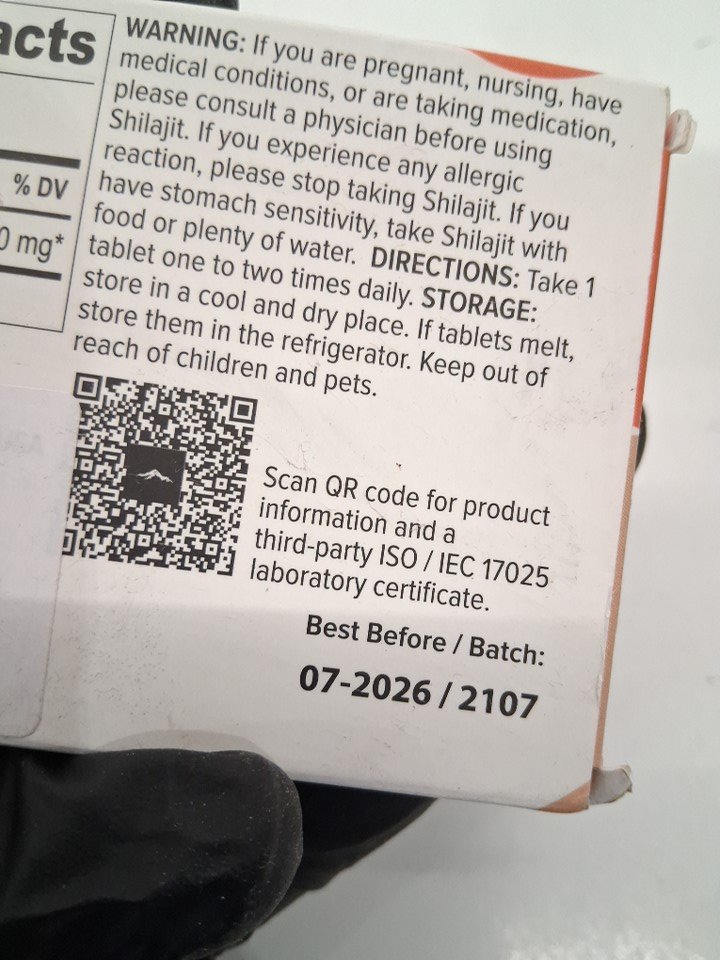 acts
% DV
0 mg*
WARNING: If you are pregnant, nursing, have
medical conditions, or are taking medication,
please consult a physician before using
Shilajit. If you experience any allergic
reaction, please stop taking Shilajit. If you
have stomach sensitivity, take Shilajit with
food or plenty of water. DIRECTIONS: Take 1
tablet one to two times daily. STORAGE:
store in a cool and dry place. If tablets melt,
store them in the refrigerator. Keep out of
reach of children and pets.
Scan QR code for product
information and a
third-party ISO / IEC 17025
laboratory certificate.
Best Before / Batch:
07-2026 / 2107